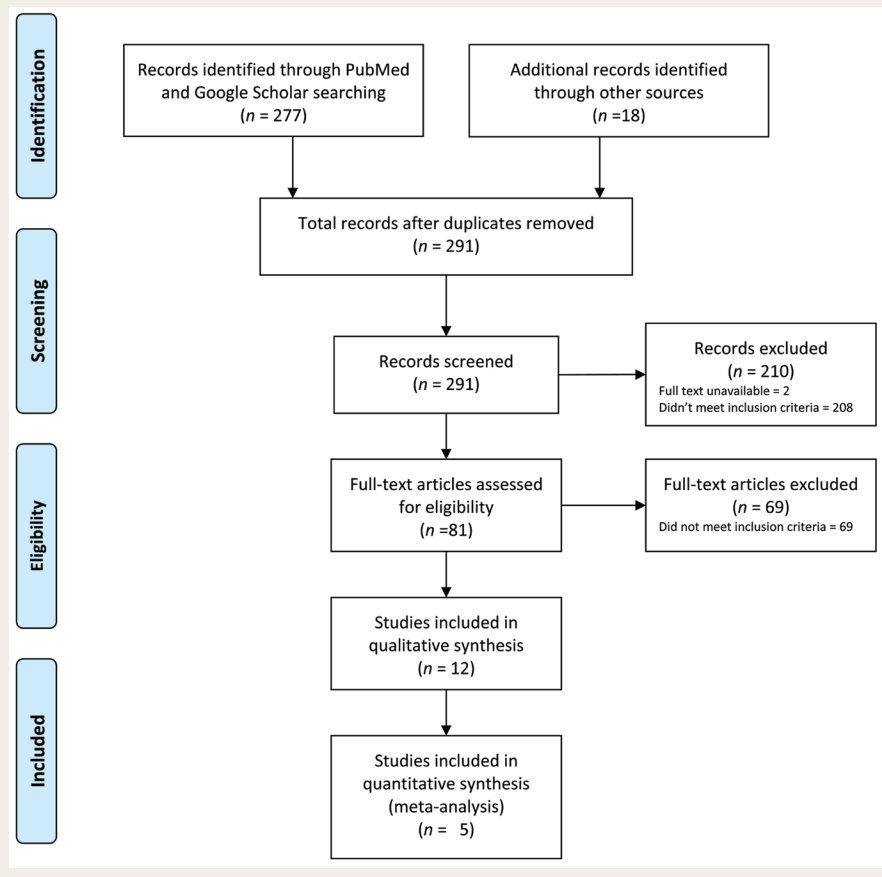 Identification
Records identified through PubMed
and Google Scholar searching
(n = 277)
Additional records identified
through other sources
(n =18)
Total records after duplicates removed
(n = 291)
Screening
Records screened
(n = 291)
Records excluded
(n = 210)
Full text unavailable = 2
Didn't meet inclusion criteria = 208
Eligibility
Full-text articles assessed
for eligibility
(n =81)
Full-text articles excluded
(n = 69)
Did not meet inclusion criteria = 69
Studies included in
qualitative synthesis
(n = 12)
Included
Studies included in
quantitative synthesis
(meta-analysis)
(n =  5)